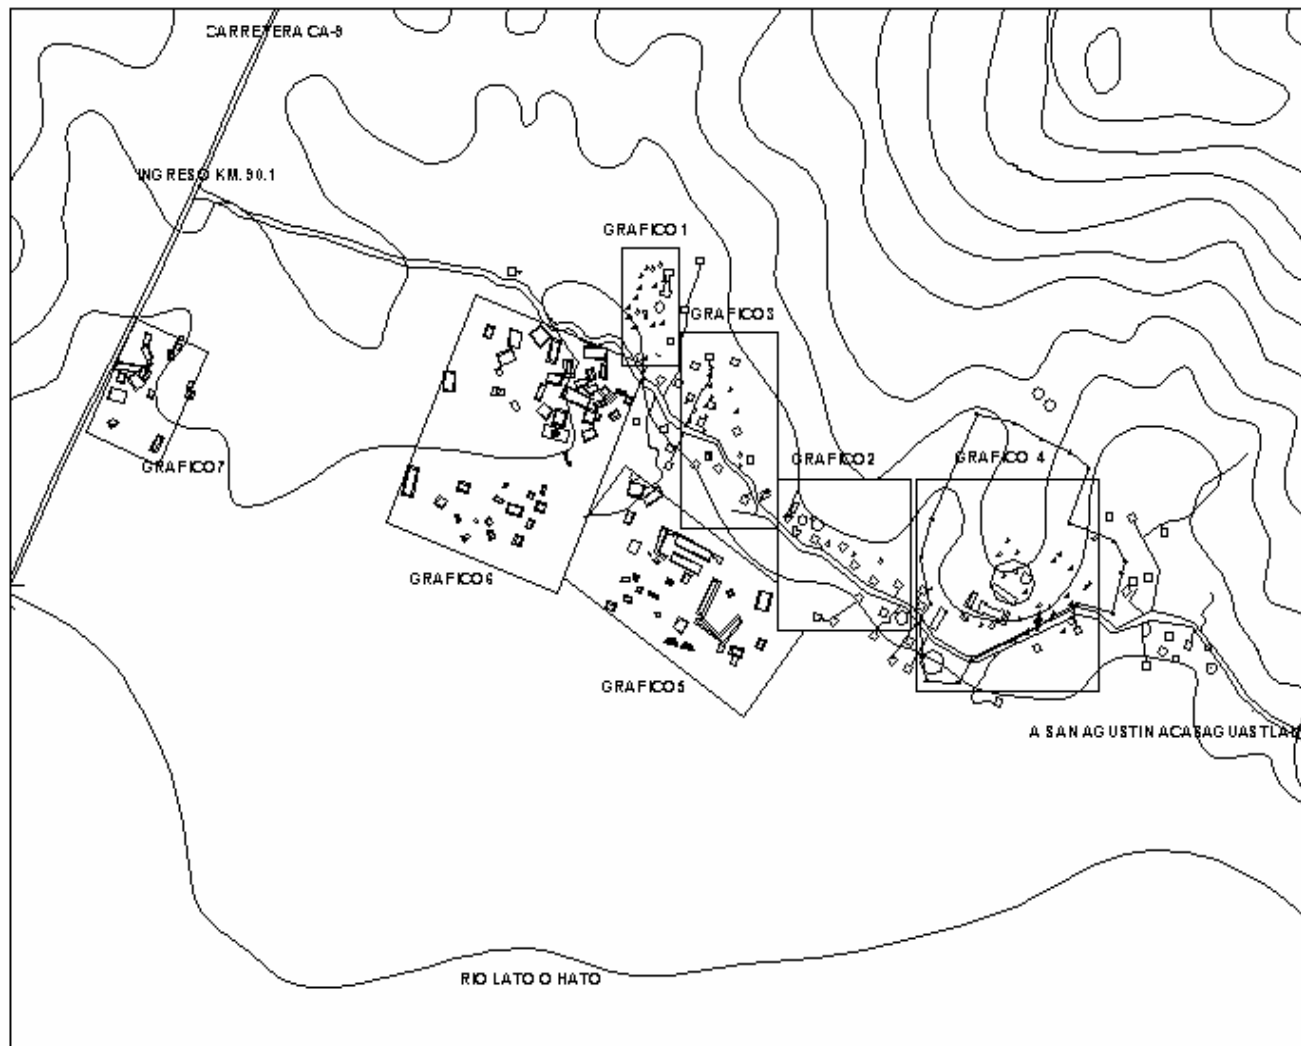 CARRETERA CA-9
INGRESO KM. 90.1
GRAFICO 1
GRAFICO 3
GRAFICO 2
GRAFICO 4
GRAFICO 7
GRAFICO 6
GRAFICO 5
A SAN AGUSTIN ACASAGUASTLAN
RIO LATO O HATO